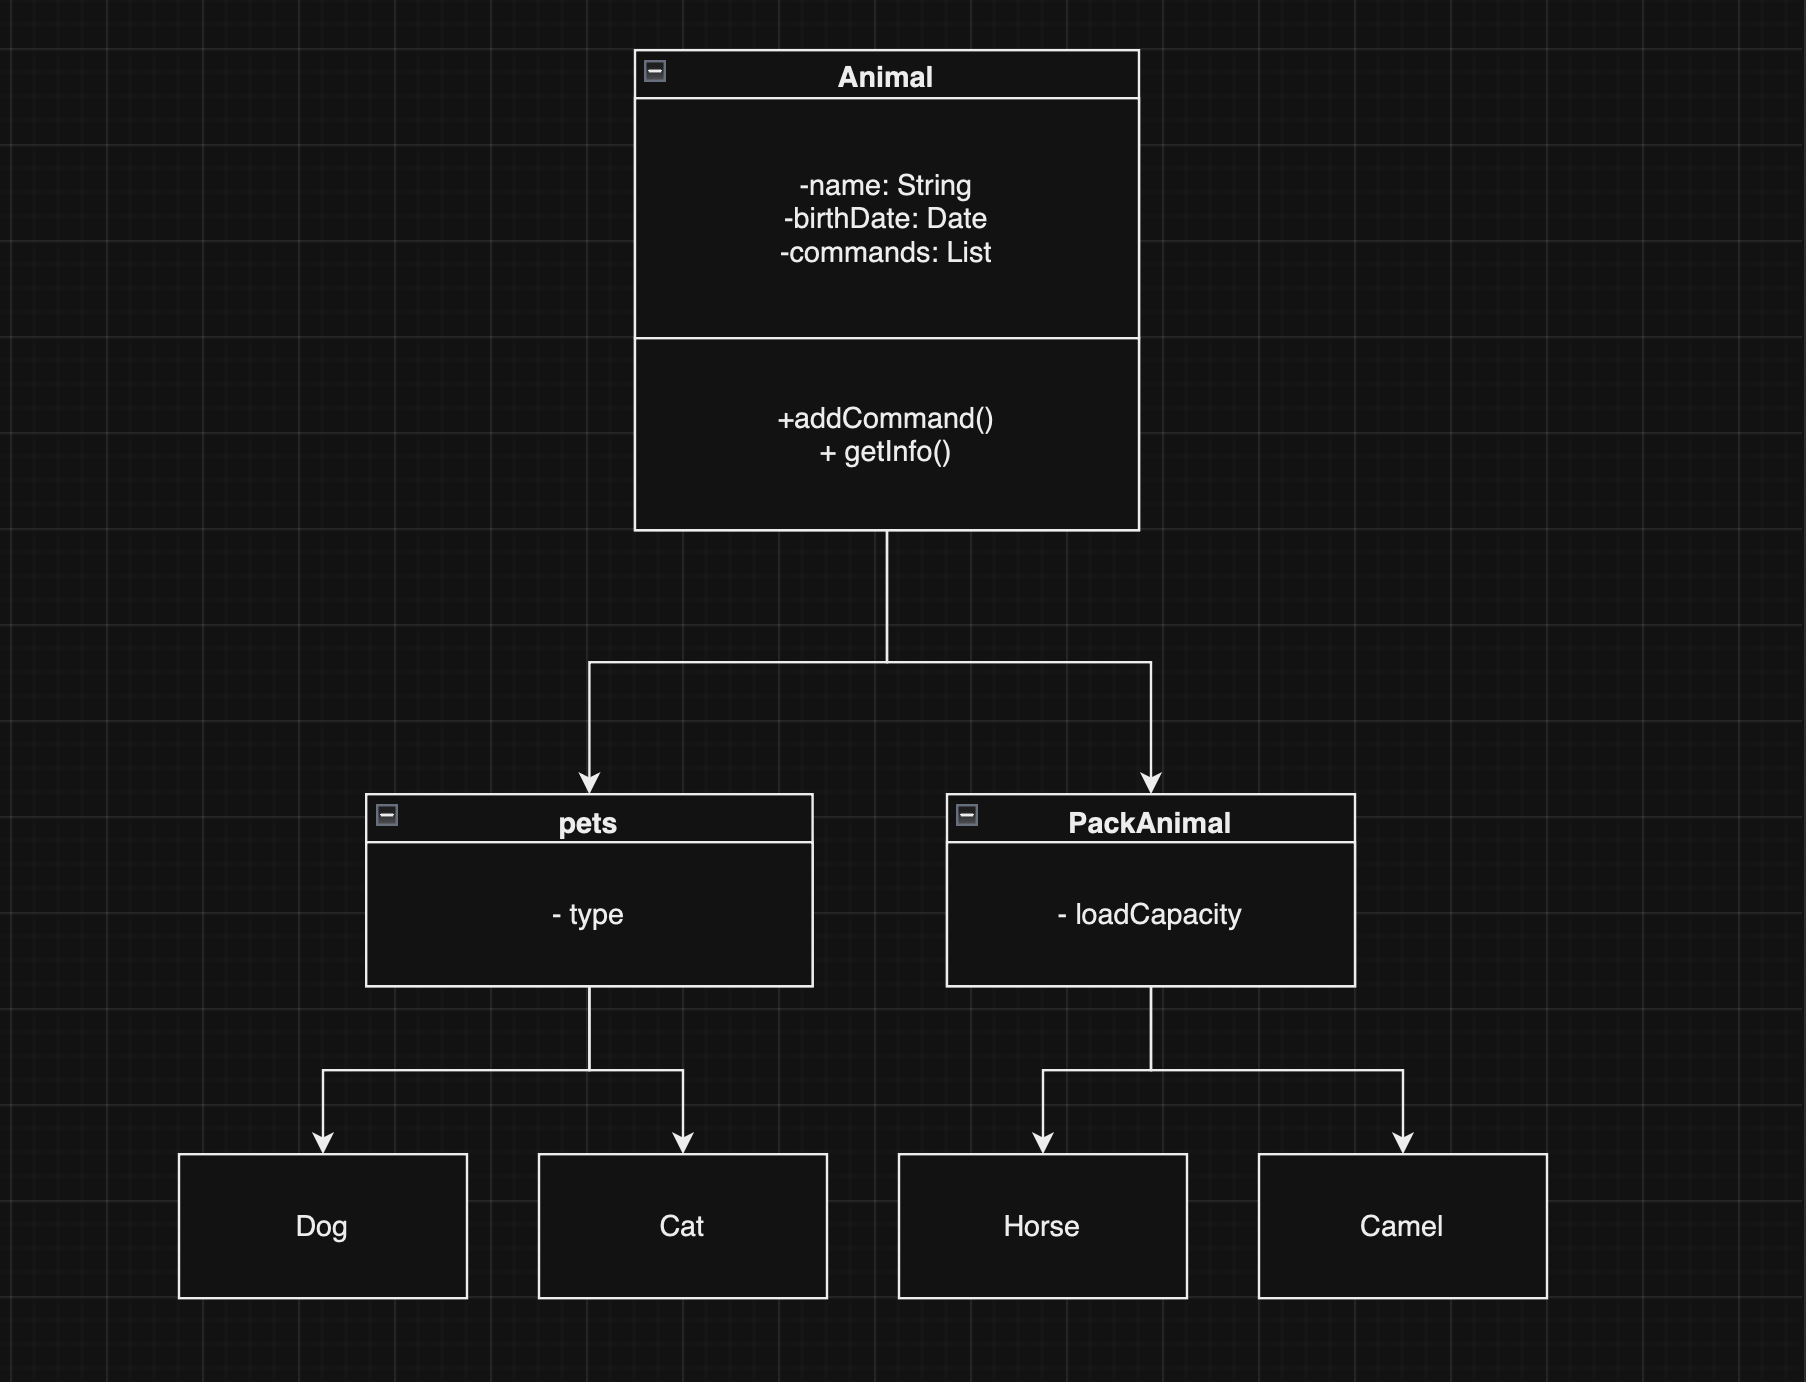 Animal
-name: String
-birthDate: Date
-commands: List
+addCommand()
+ getInfo()
pets
PackAnimal
- type
- loadCapacity
Dog
Cat
Horse
Camel